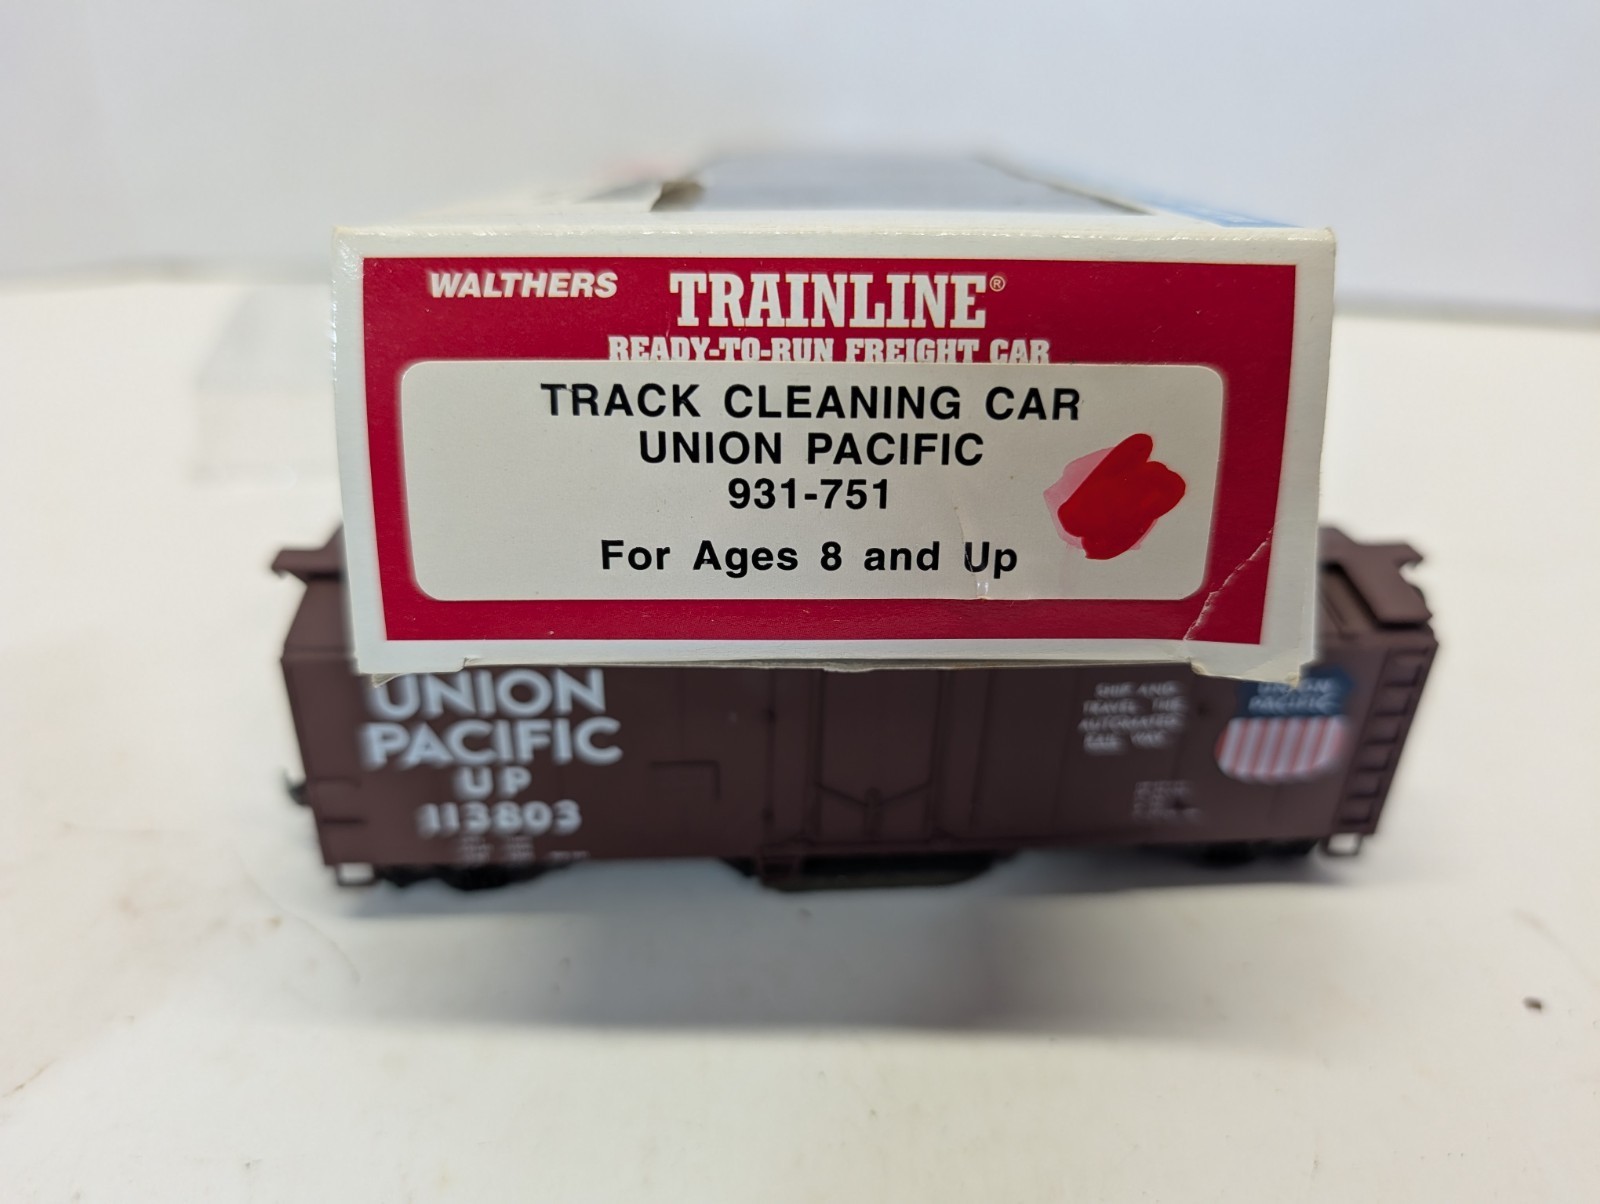 WALTHERS TRAINLINE®
READY-TO-RUN FREIGHT CAR
TRACK CLEANING CAR
UNION PACIFIC
931-751
For Ages 8 and Up
UNION
PACIFIC
UP
113803
SHIP AND
TRAVEL THE
AUTOMATED
RAIL WAY
UNION
PACIFIC